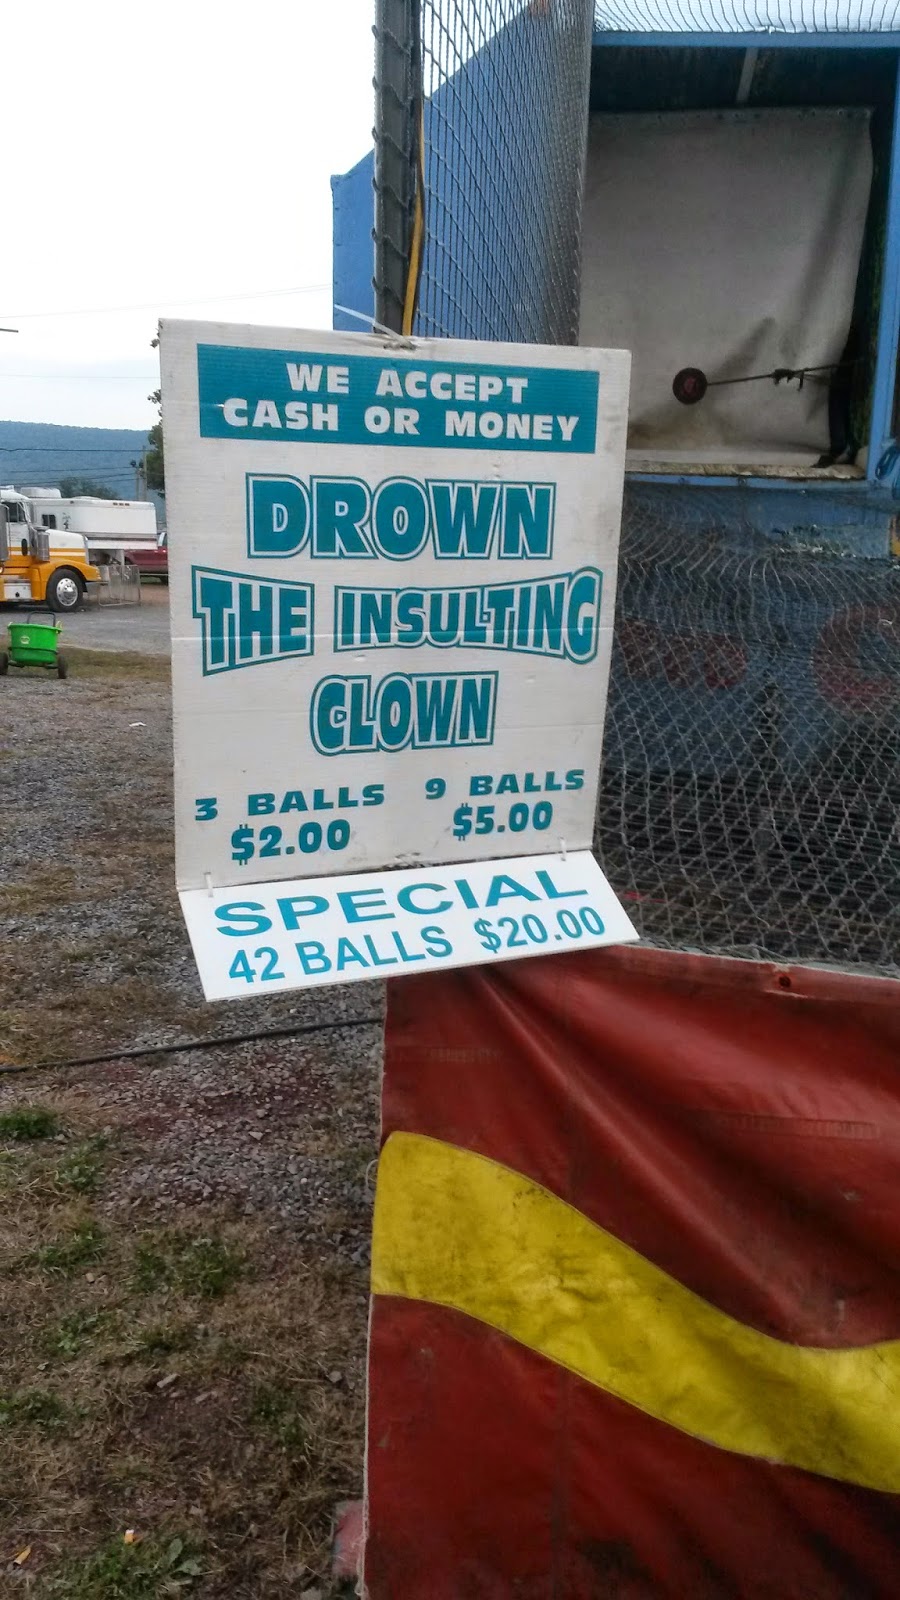 WE ACCEPT
CASH OR MONEY
DROWN
THE INSULTING
CLOWN
3 BALLS 9 BALLS
$2.00 $5.00
SPECIAL
42 BALLS $20.00